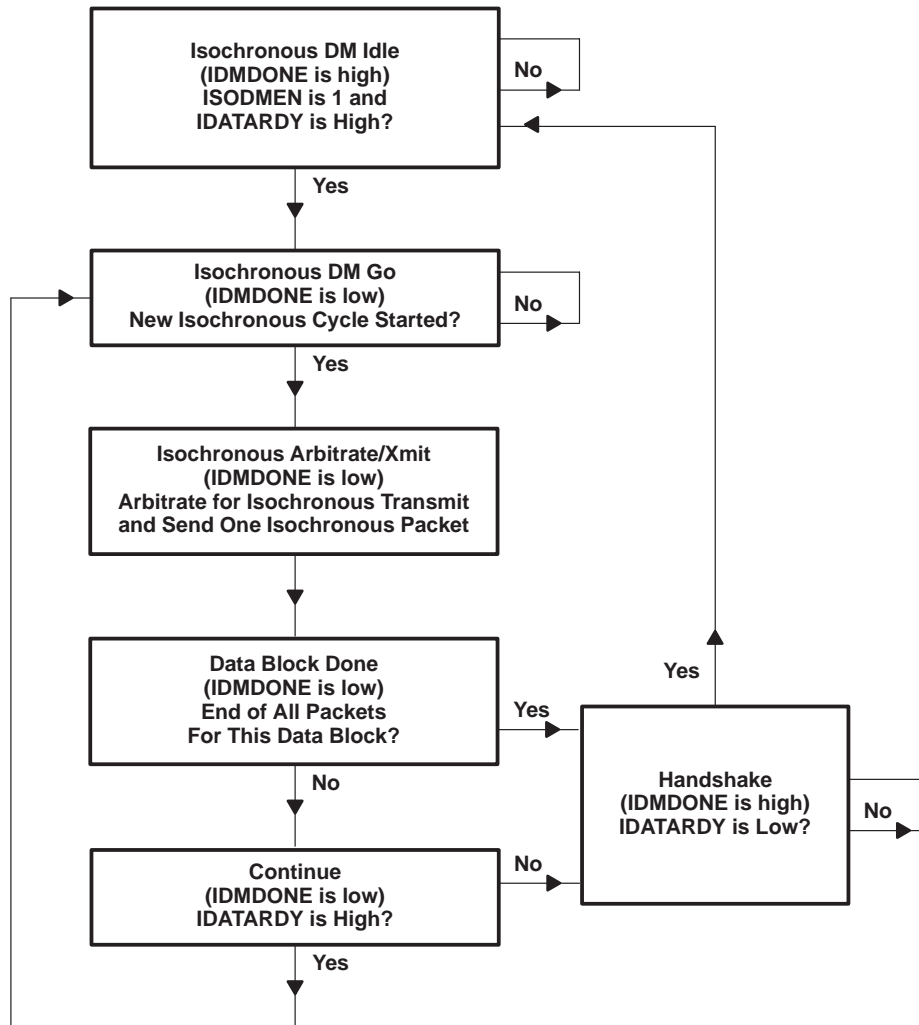 Isochronous DM Idle
(IDMDONE is high)
ISODMEN is 1 and
IDATARDY is High?
No
Yes
Isochronous DM Go
(IDMDONE is low)
New Isochronous Cycle Started?
No
Yes
Isochronous Arbitrate/Xmit
(IDMDONE is low)
Arbitrate for Isochronous Transmit
and Send One Isochronous Packet
Data Block Done
(IDMDONE is low)
End of All Packets
For This Data Block?
Yes
No
Yes
Handshake
(IDMDONE is high)
IDATARDY is Low?
No
Continue
(IDMDONE is low)
IDATARDY is High?
No
Yes